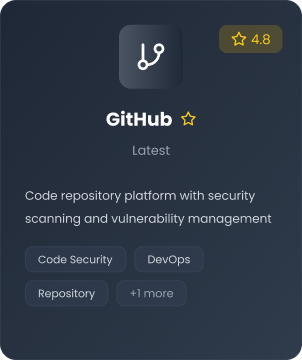 4.8
GitHub
Latest
Code repository platform with security
scanning and vulnerability management
Code Security
DevOps
Repository
+1 more